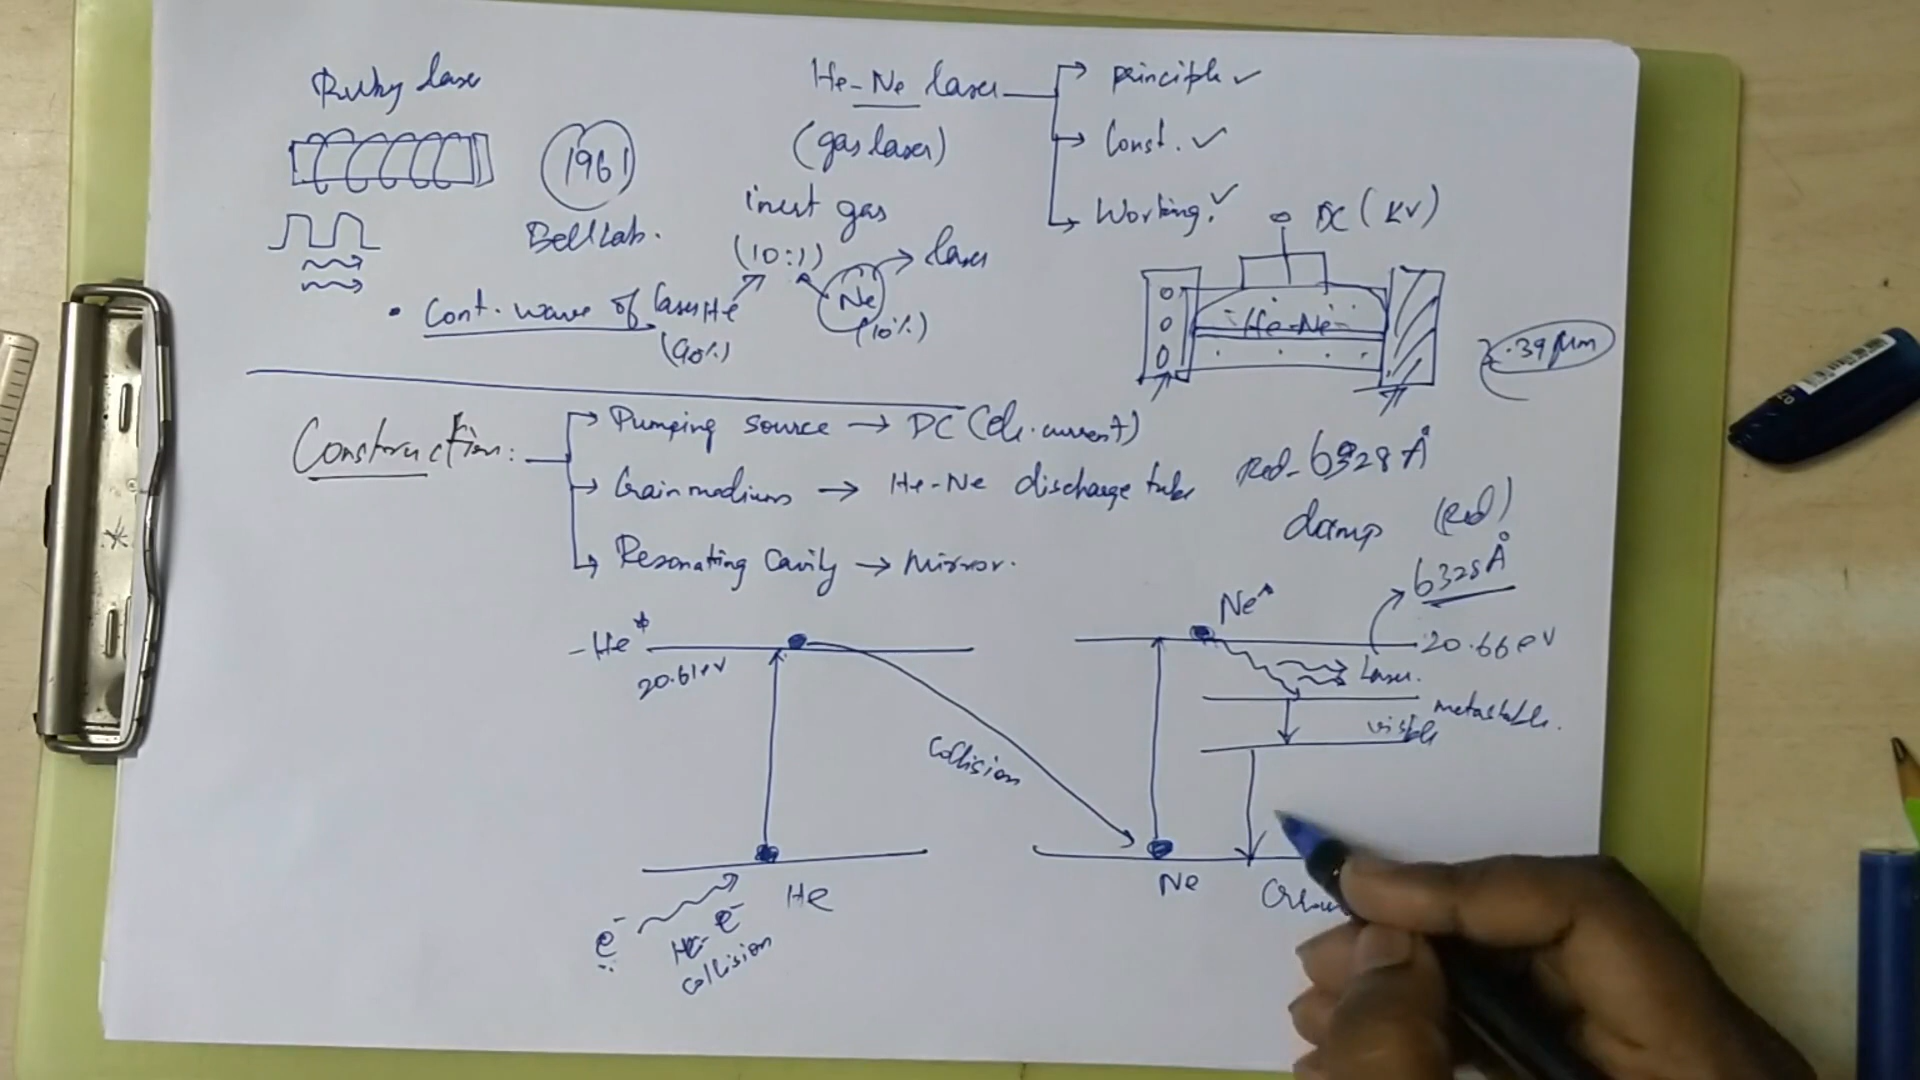 Ruby laser
1961
Bell Lab.
He-Ne laser
(gas laser)
inert gas
(10:1)
Ne
(10%)
laser
He
(90%)
• Cont. wave of laser
principle ✓
Const. ✓
Working. ✓
DC (KV)
He-Ne
3.39 μm
Construction:
Pumping source → DC (ele. current)
Gain medium → He-Ne discharge tube
Resonating Cavity → Mirror.
Red - 6328 Å
damp
(Red)
6328 Å
He*
20.61 eV
Collision
He
e⁻
He-e⁻
collision
Ne*
20.66 eV
Laser.
metastable.
visible
Ne